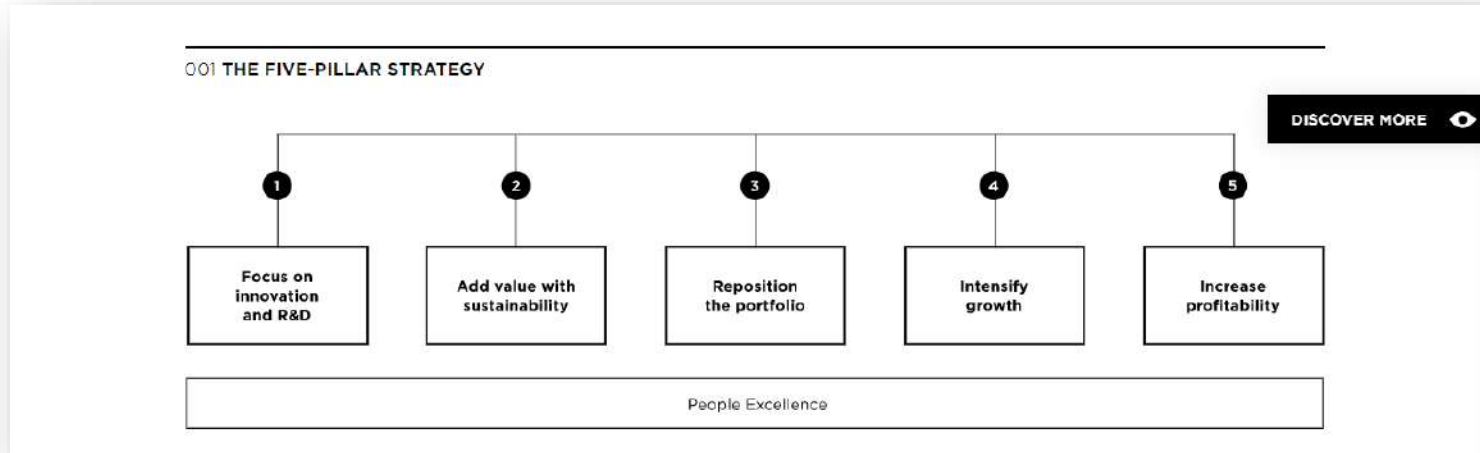 001 THE FIVE-PILLAR STRATEGY
DISCOVER MORE
1
2
3
4
5
Focus on
innovation
and R&D
Add value with
sustainability
Reposition
the portfolio
Intensify
growth
Increase
profitability
People Excellence